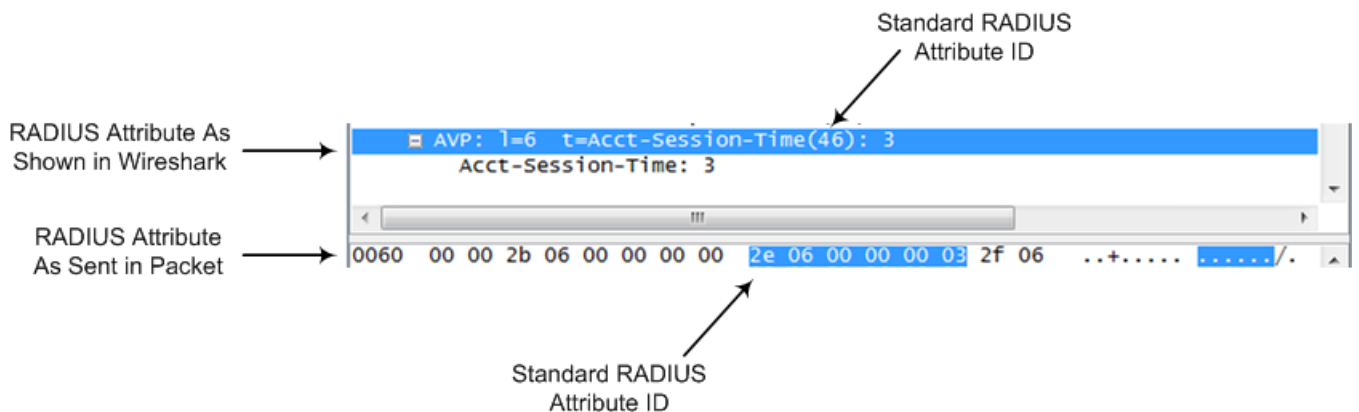 Standard RADIUS
Attribute ID
RADIUS Attribute As
Shown in Wireshark
AVP: l=6 t=Acct-Session-Time(46): 3
Acct-Session-Time: 3
RADIUS Attribute
As Sent in Packet
0060 00 00 2b 06 00 00 00 00 2e 06 00 00 00 03 2f 06 ..+..... ....../.
Standard RADIUS
Attribute ID